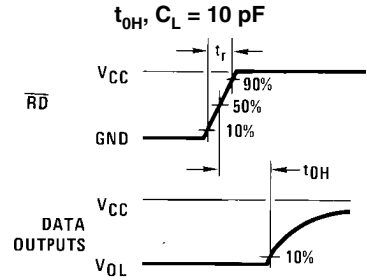 t0H, CL = 10 pF
tr
VCC
90%
RD
50%
10%
GND
t0H
VCC
DATA
OUTPUTS
10%
VOL